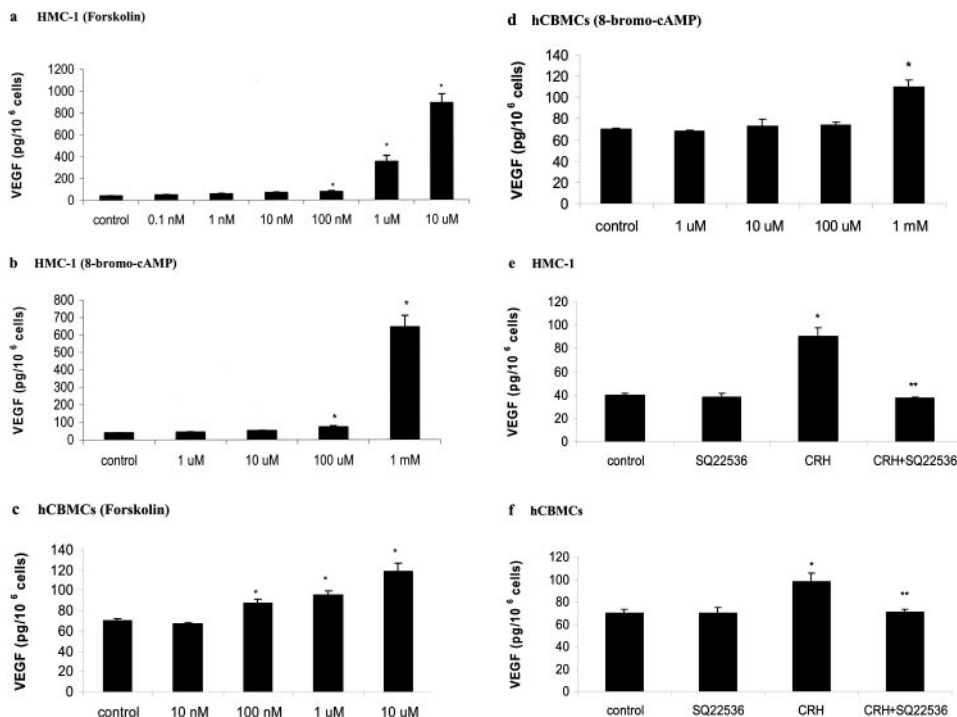 a HMC-1 (Forskolin)
VEGF (pg/10 6 cells)
1200
1000
800
600
400
200
0
control 0.1 nM 1 nM 10 nM 100 nM 1 uM 10 uM
* * *
b HMC-1 (8-bromo-cAMP)
VEGF (pg/10 6 cells)
800
700
600
500
400
300
200
100
0
control 1 uM 10 uM 100 uM 1 mM
* *
c hCBMCs (Forskolin)
VEGF (pg/10 6 cells)
140
120
100
80
60
40
20
0
control 10 nM 100 nM 1 uM 10 uM
* * *
d hCBMCs (8-bromo-cAMP)
VEGF (pg/10 6 cells)
140
120
100
80
60
40
20
0
control 1 uM 10 uM 100 uM 1 mM
*
e HMC-1
VEGF (pg/10 6 cells)
120
100
80
60
40
20
0
control SQ22536 CRH CRH+SQ22536
* **
f hCBMCs
VEGF (pg/10 6 cells)
120
100
80
60
40
20
0
control SQ22536 CRH CRH+SQ22536
* **